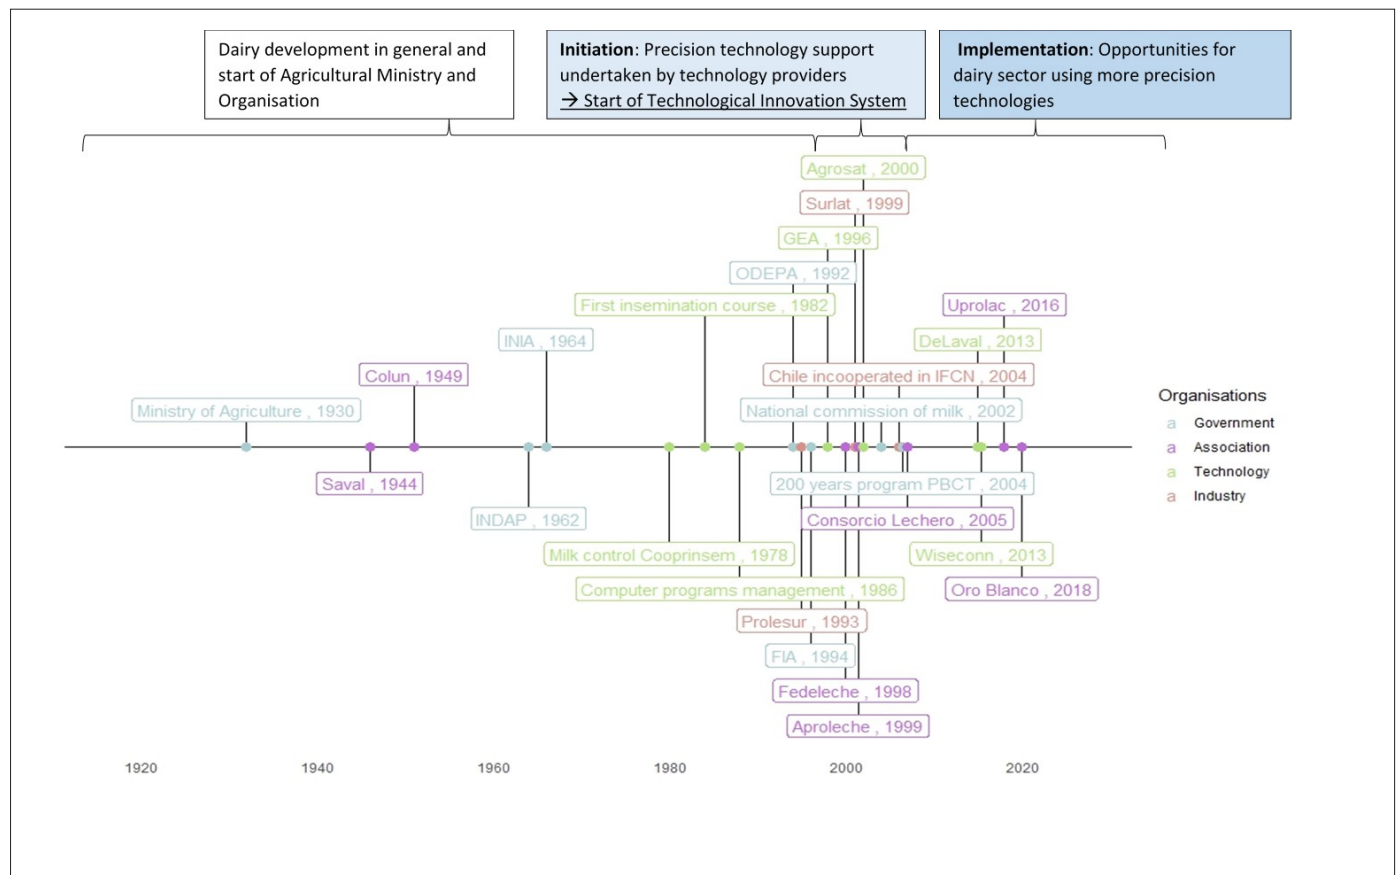 Dairy development in general and
start of Agricultural Ministry and
Organisation
Initiation: Precision technology support
undertaken by technology providers
→ Start of Technological Innovation System
Implementation: Opportunities for
dairy sector using more precision
technologies
Agrosat , 2000
Surlat , 1999
GEA , 1996
ODEPA , 1992
First insemination course , 1982
Uprolac , 2016
INIA , 1964
DeLaval , 2013
Colun , 1949
Chile incooperated in IFCN , 2004
Ministry of Agriculture , 1930
National commission of milk , 2002
Saval , 1944
200 years program PBCT , 2004
INDAP , 1962
Consorcio Lechero , 2005
Milk control Cooprinsem , 1978
Wiseconn , 2013
Computer programs management , 1986
Oro Blanco , 2018
Prolesur , 1993
FIA , 1994
Fedeleche , 1998
Aproleche , 1999
Organisations
a Government
a Association
a Technology
a Industry
1920 1940 1960 1980 2000 2020